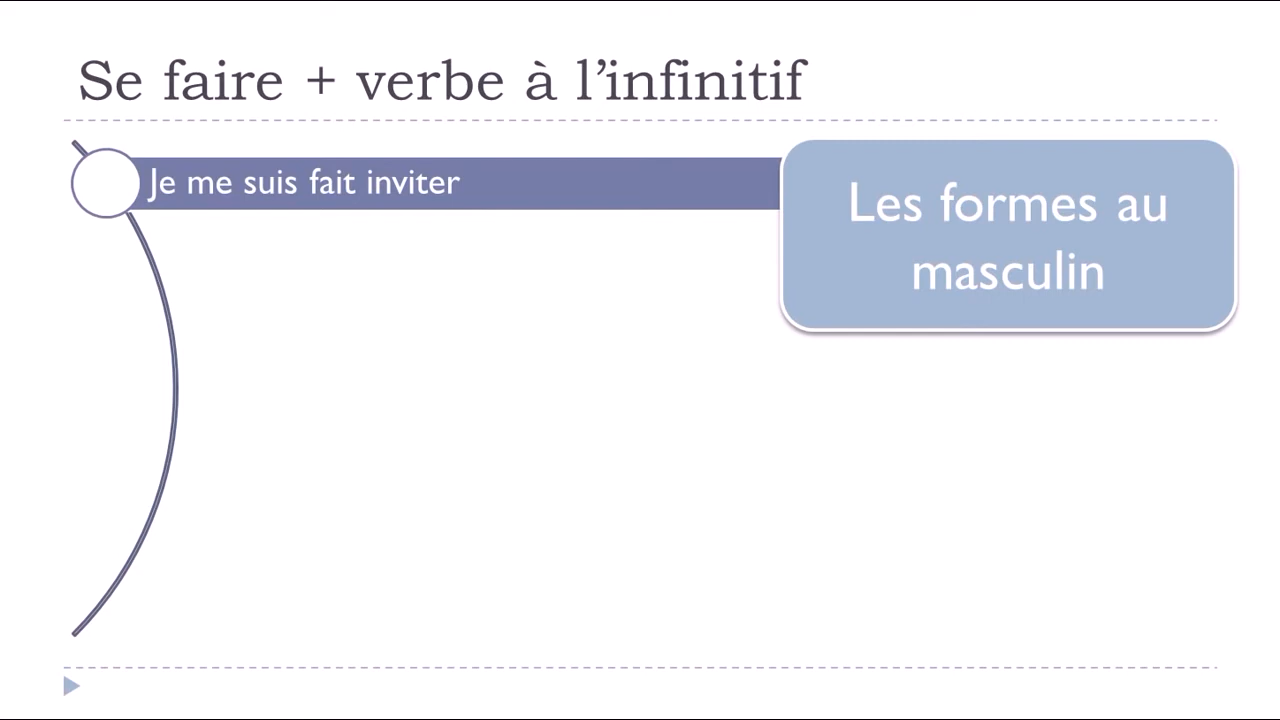 Se faire + verbe à l’infinitif
Je me suis fait inviter
Les formes au
masculin